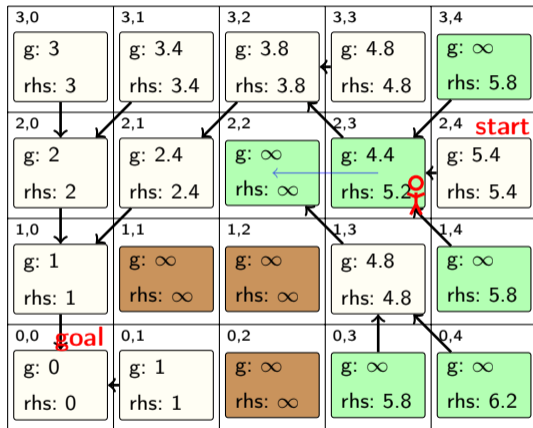 3,0 3,1 3,2 3,3 3,4
g: 3 g: 3.4 g: 3.8 g: 4.8 g: ∞
rhs: 3 rhs: 3.4 rhs: 3.8 rhs: 4.8 rhs: 5.8
2,0 2,1 2,2 2,3 2,4 start
g: 2 g: 2.4 g: ∞ g: 4.4 g: 5.4
rhs: 2 rhs: 2.4 rhs: ∞ rhs: 5.2 rhs: 5.4
1,0 1,1 1,2 1,3 1,4
g: 1 g: ∞ g: ∞ g: 4.8 g: ∞
rhs: 1 rhs: ∞ rhs: ∞ rhs: 4.8 rhs: 5.8
0,0 goal 0,1 0,2 0,3 0,4
g: 0 g: 1 g: ∞ g: ∞ g: ∞
rhs: 0 rhs: 1 rhs: ∞ rhs: 5.8 rhs: 6.2